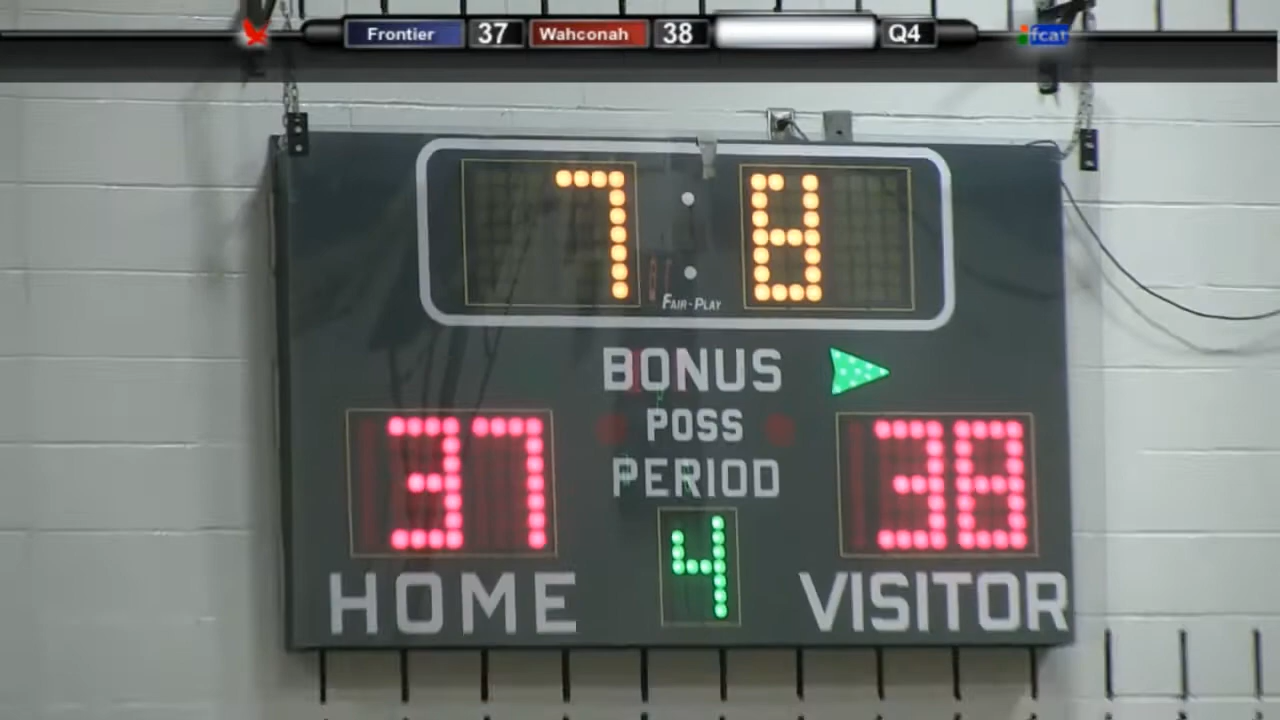 Frontier 37 Wahconah 38 Q4 fcat
7 : 8
FAIR-PLAY
BONUS
POSS
37 PERIOD 38
4
HOME VISITOR